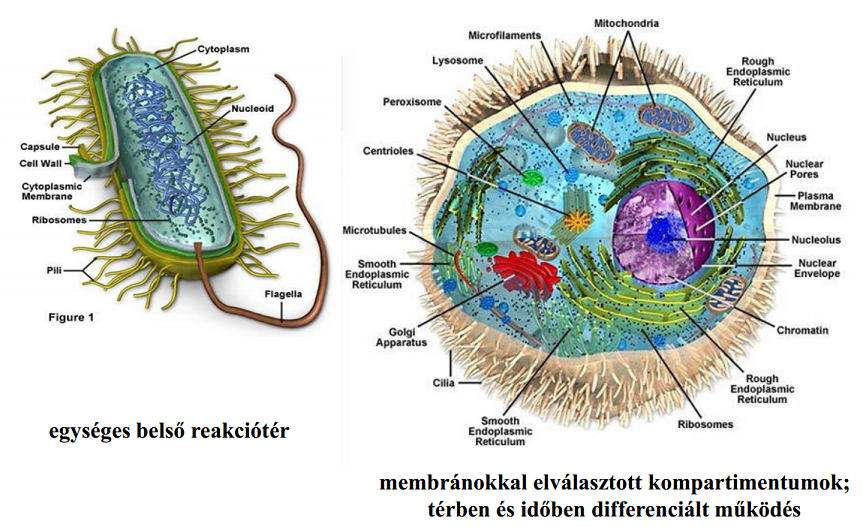 Cytoplasm
Nucleoid
Capsule
Cell Wall
Cytoplasmic
Membrane
Ribosomes
Pili
Flagella
Figure 1
egységes belső reakciótér
Microfilaments
Mitochondria
Lysosome
Rough
Endoplasmic
Reticulum
Peroxisome
Nucleus
Centrioles
Nuclear
Pores
Plasma
Membrane
Microtubules
Nucleolus
Smooth
Endoplasmic
Reticulum
Nuclear
Envelope
Golgi
Apparatus
Chromatin
Cilia
Rough
Endoplasmic
Reticulum
Smooth
Endoplasmic
Reticulum
Ribosomes
membránokkal elválasztott kompartimentumok;
térben és időben differenciált működés